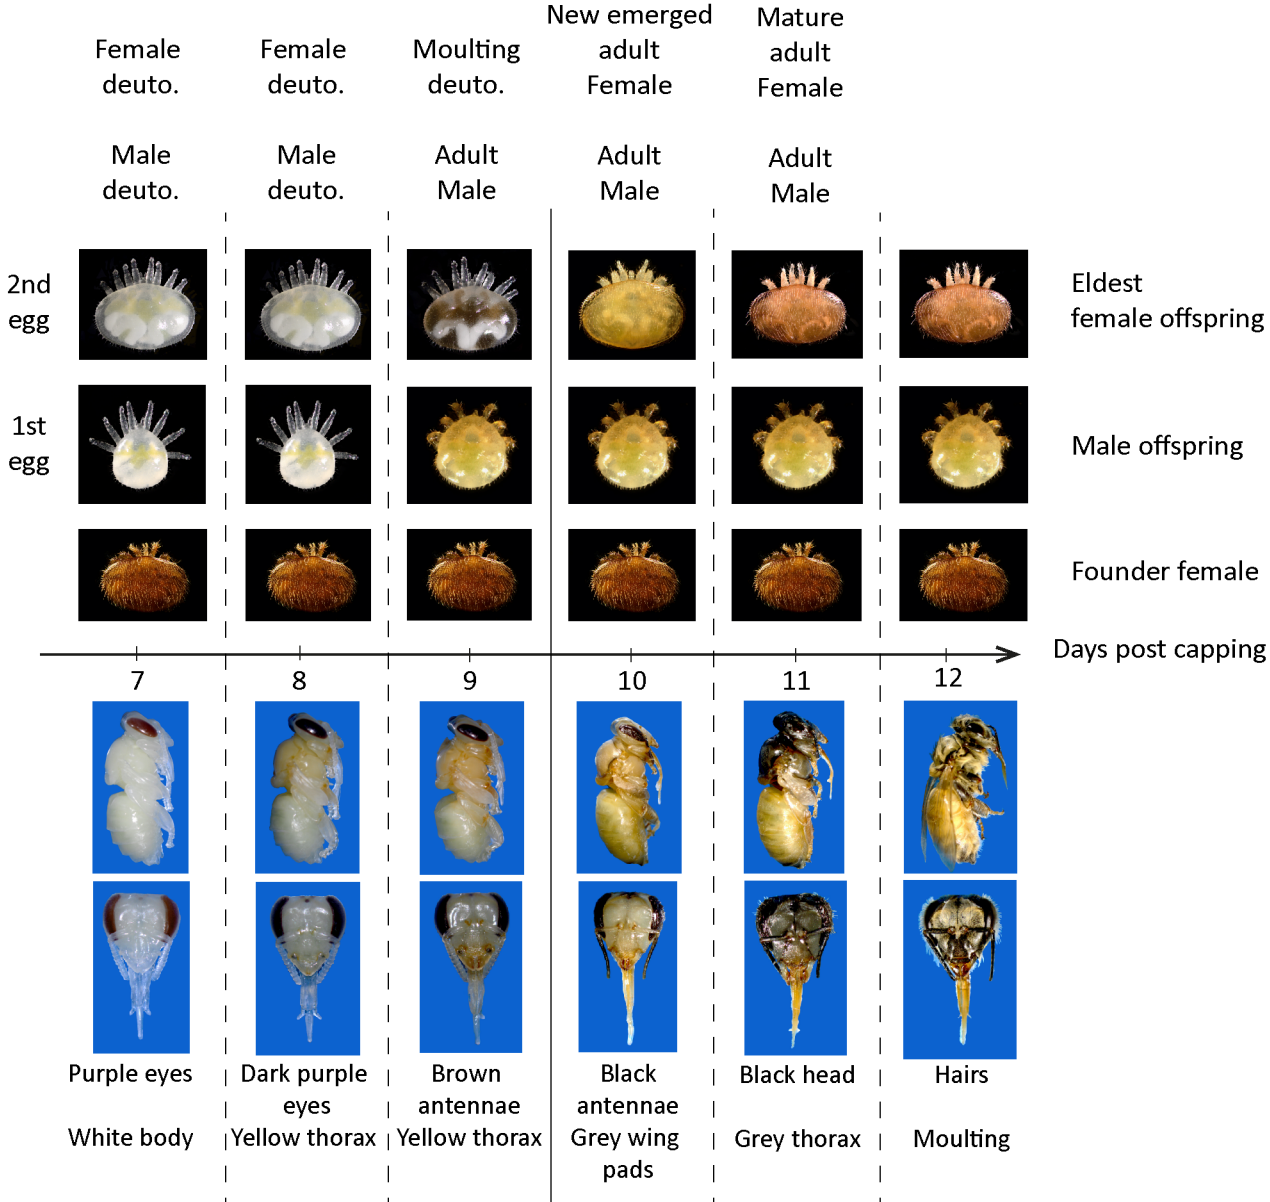 Female
deuto.
Male
deuto.
Female
deuto.
Male
deuto.
Moulting
deuto.
Adult
Male
New emerged
adult
Female
Adult
Male
Mature
adult
Female
Adult
Male
2nd
egg
Eldest
female offspring
1st
egg
Male offspring
Founder female
Days post capping
7
8
9
10
11
12
Purple eyes
White body
Dark purple
eyes
Yellow thorax
Brown
antennae
Yellow thorax
Black
antennae
Grey wing
pads
Black head
Grey thorax
Hairs
Moulting